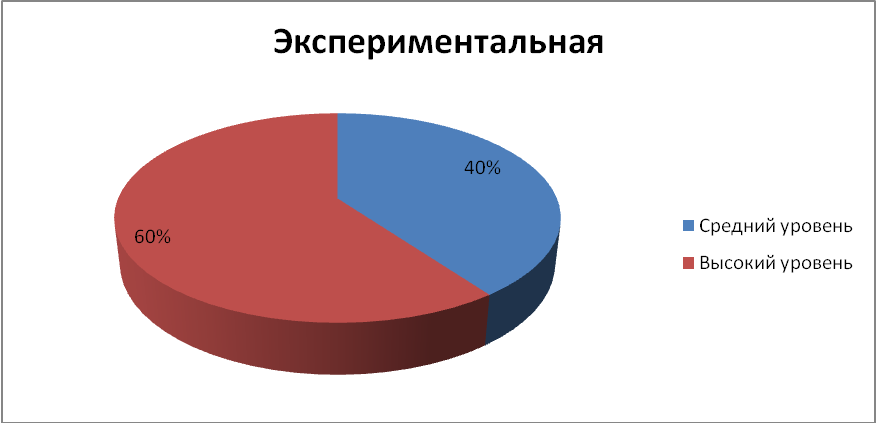 Экспериментальная
40%
60%
Средний уровень
Высокий уровень